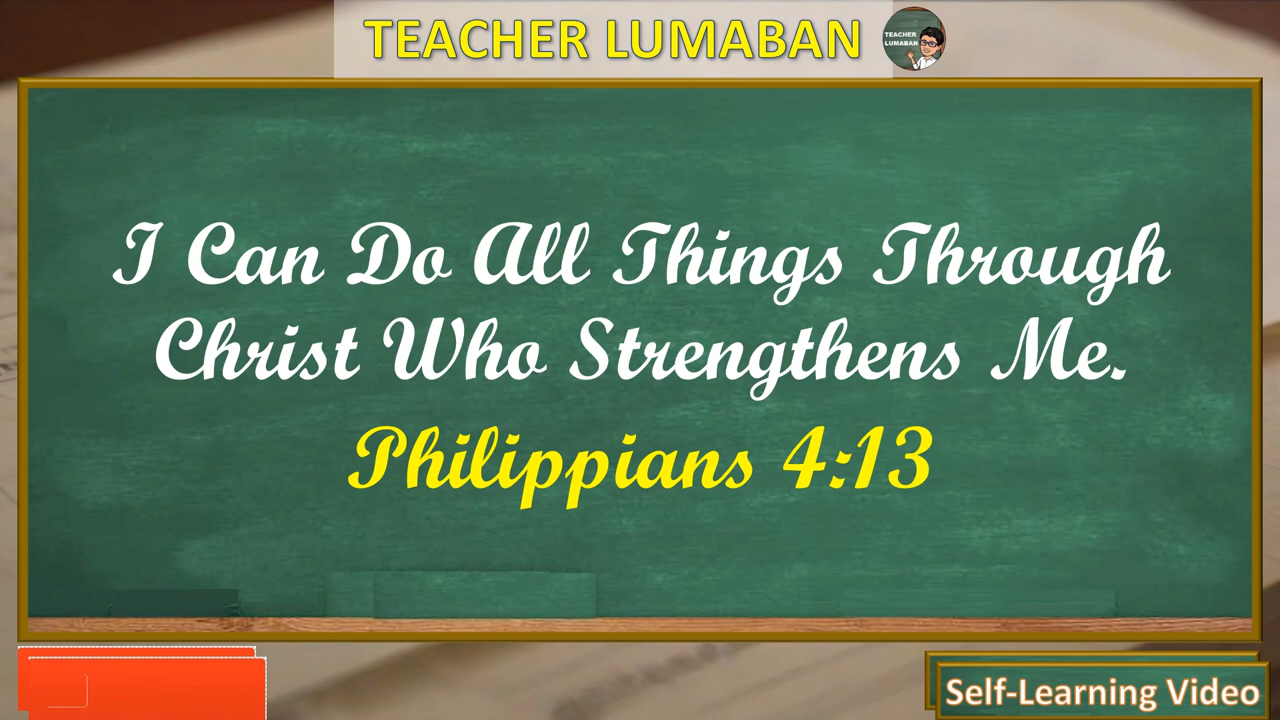 TEACHER LUMABAN
TEACHER
LUMABAN
I Can Do All Things Through
Christ Who Strengthens Me.
Philippians 4:13
Self-Learning Video